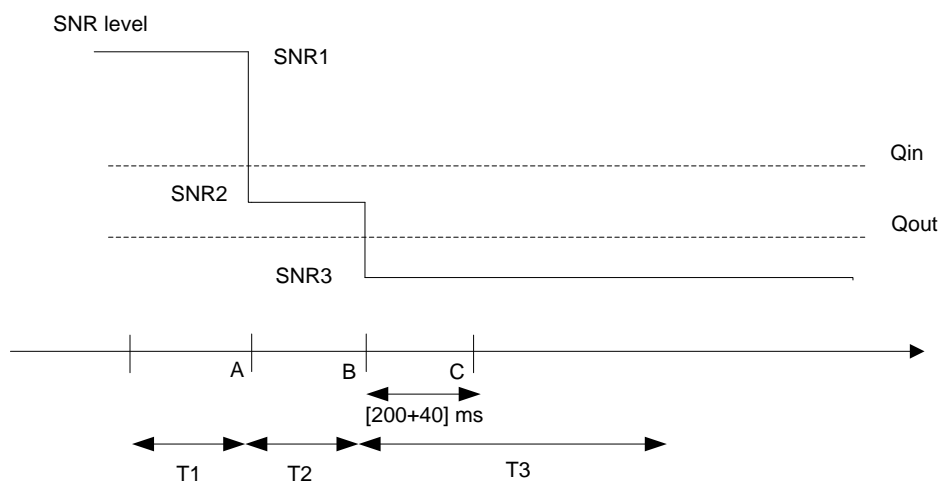 SNR level
SNR1
Qin
SNR2
Qout
SNR3
A
B
C
[200+40] ms
T1
T2
T3